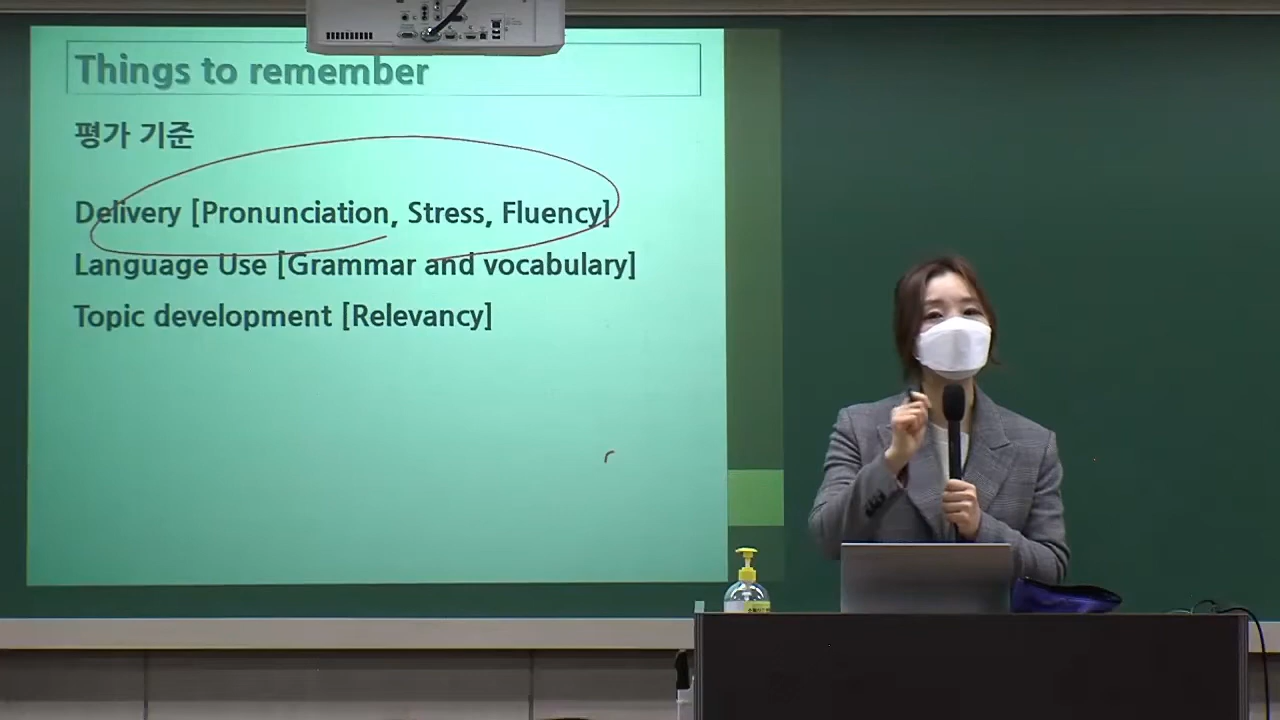 Things to remember
평가 기준
Delivery [Pronunciation, Stress, Fluency]
Language Use [Grammar and vocabulary]
Topic development [Relevancy]